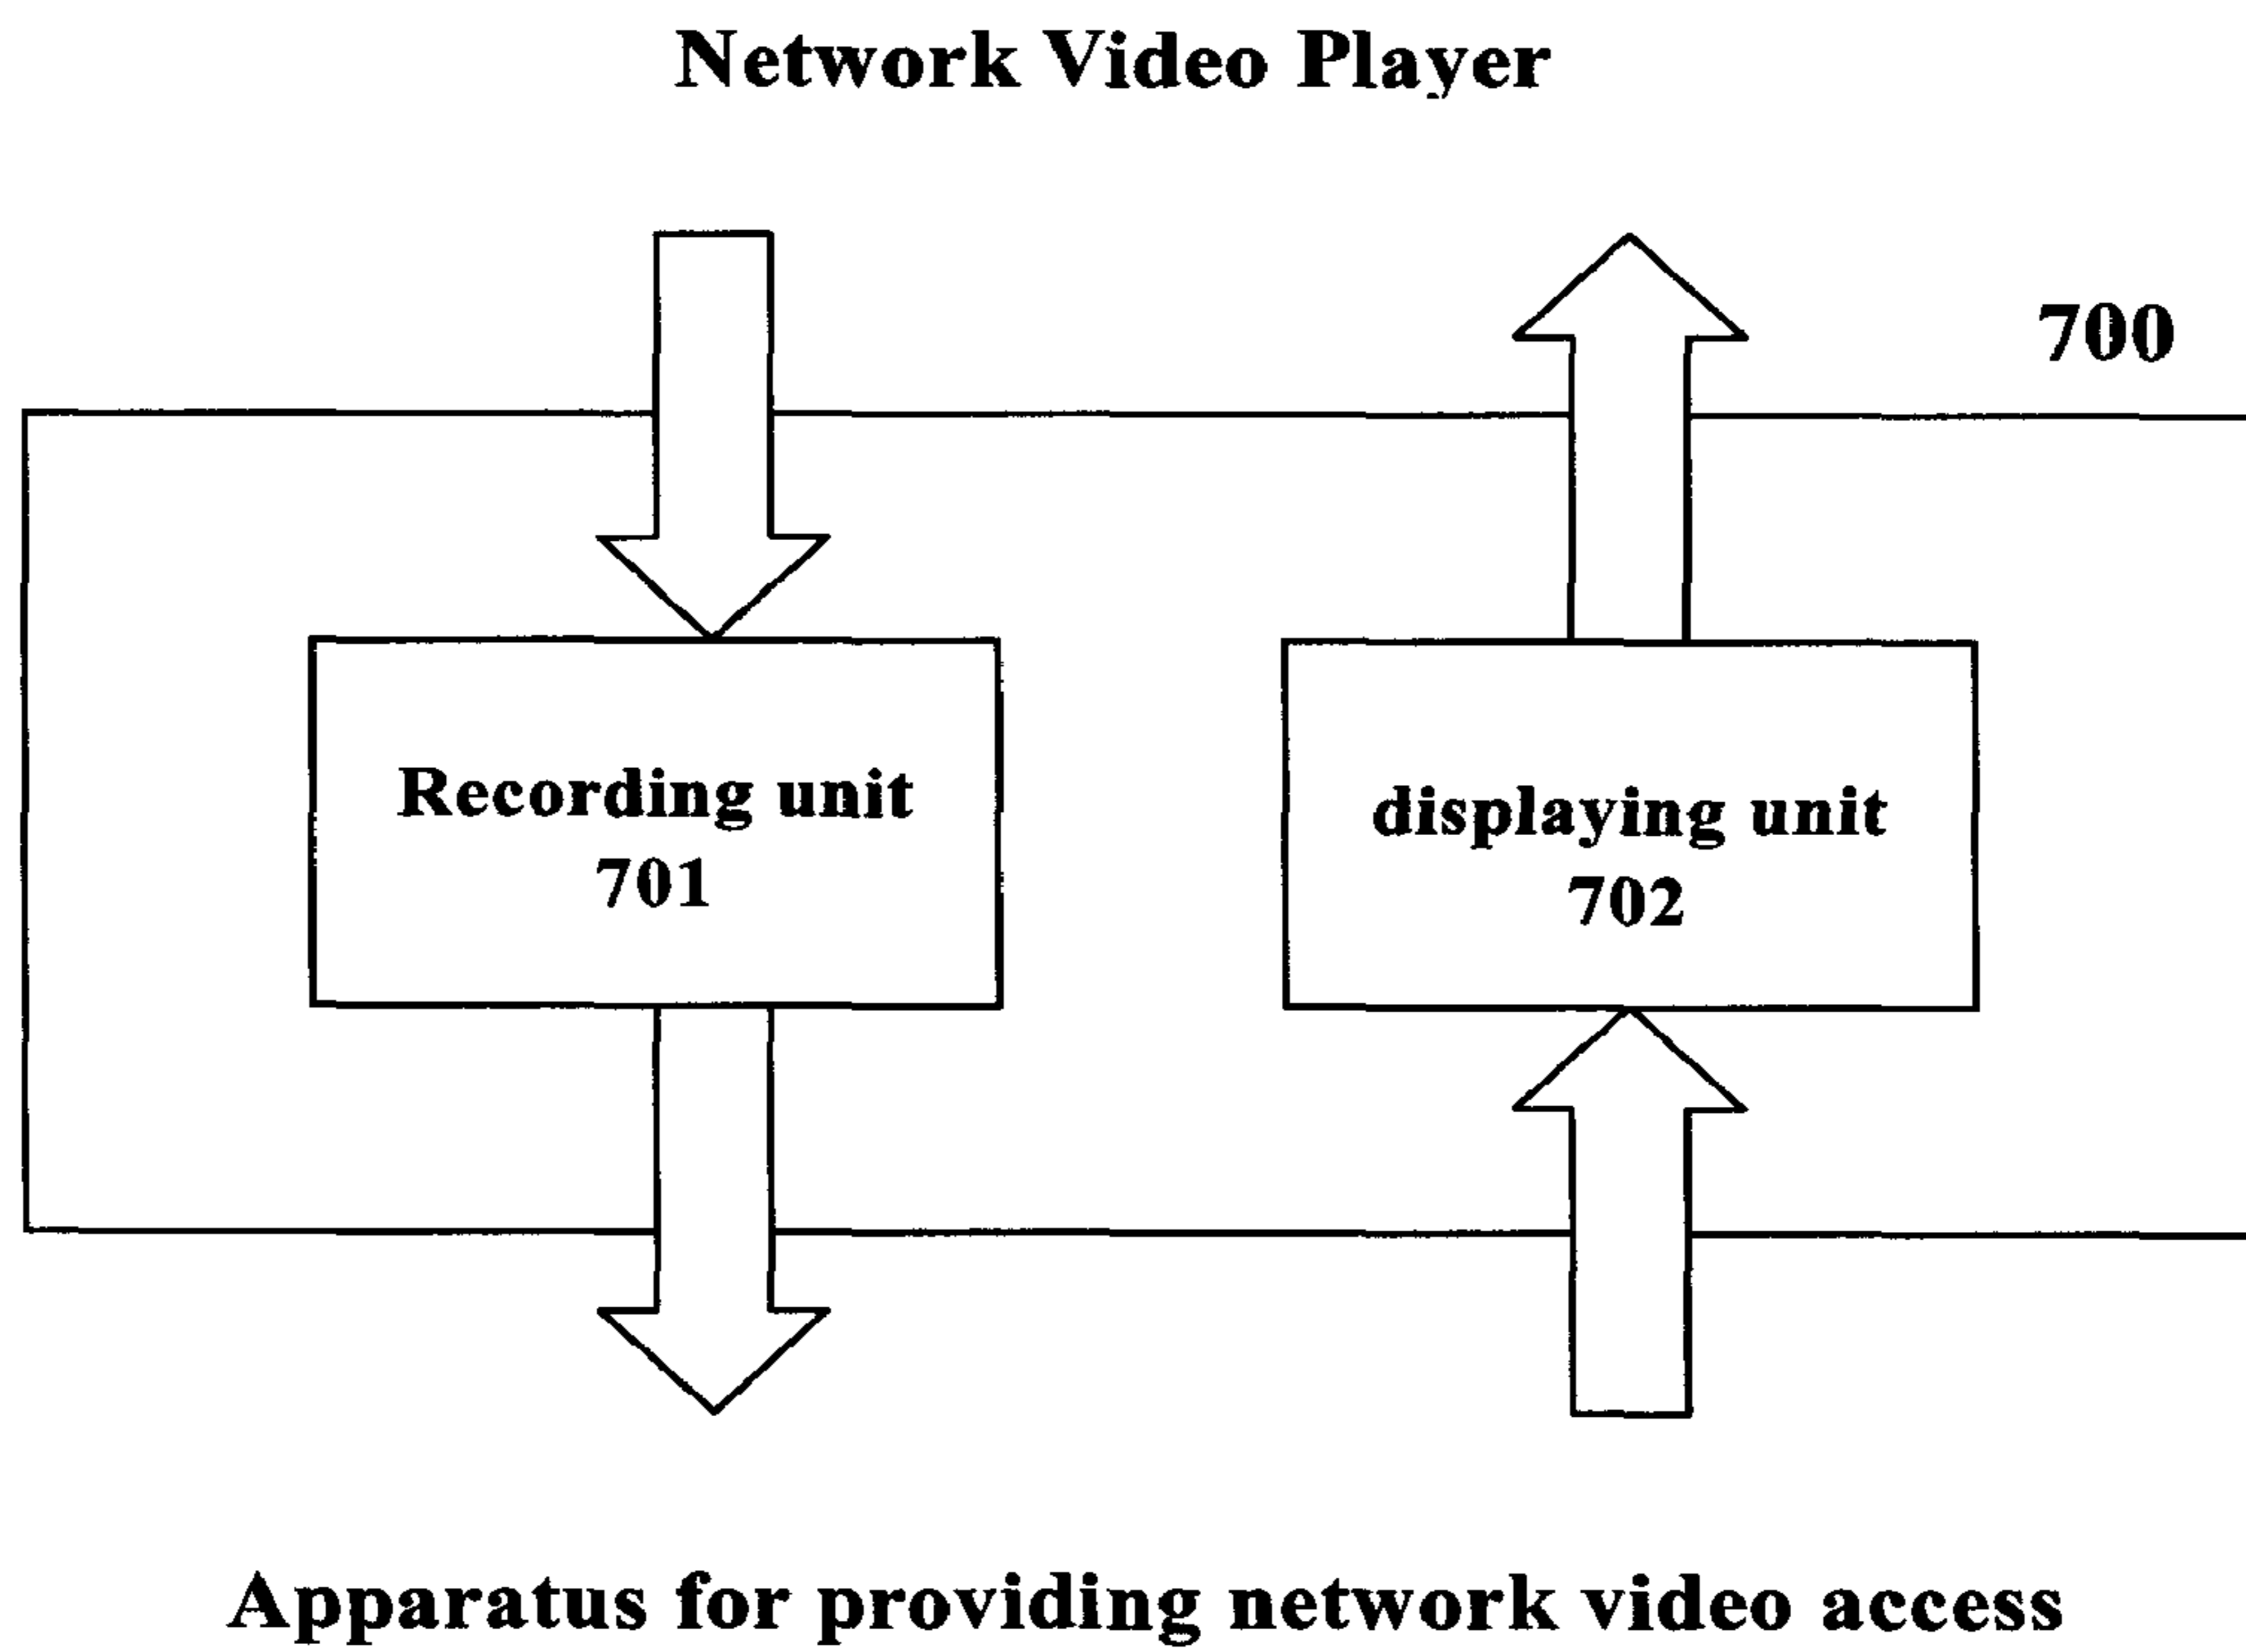 Network Video Player
700
Recording unit
701
displaying unit
702
Apparatus for providing network video access